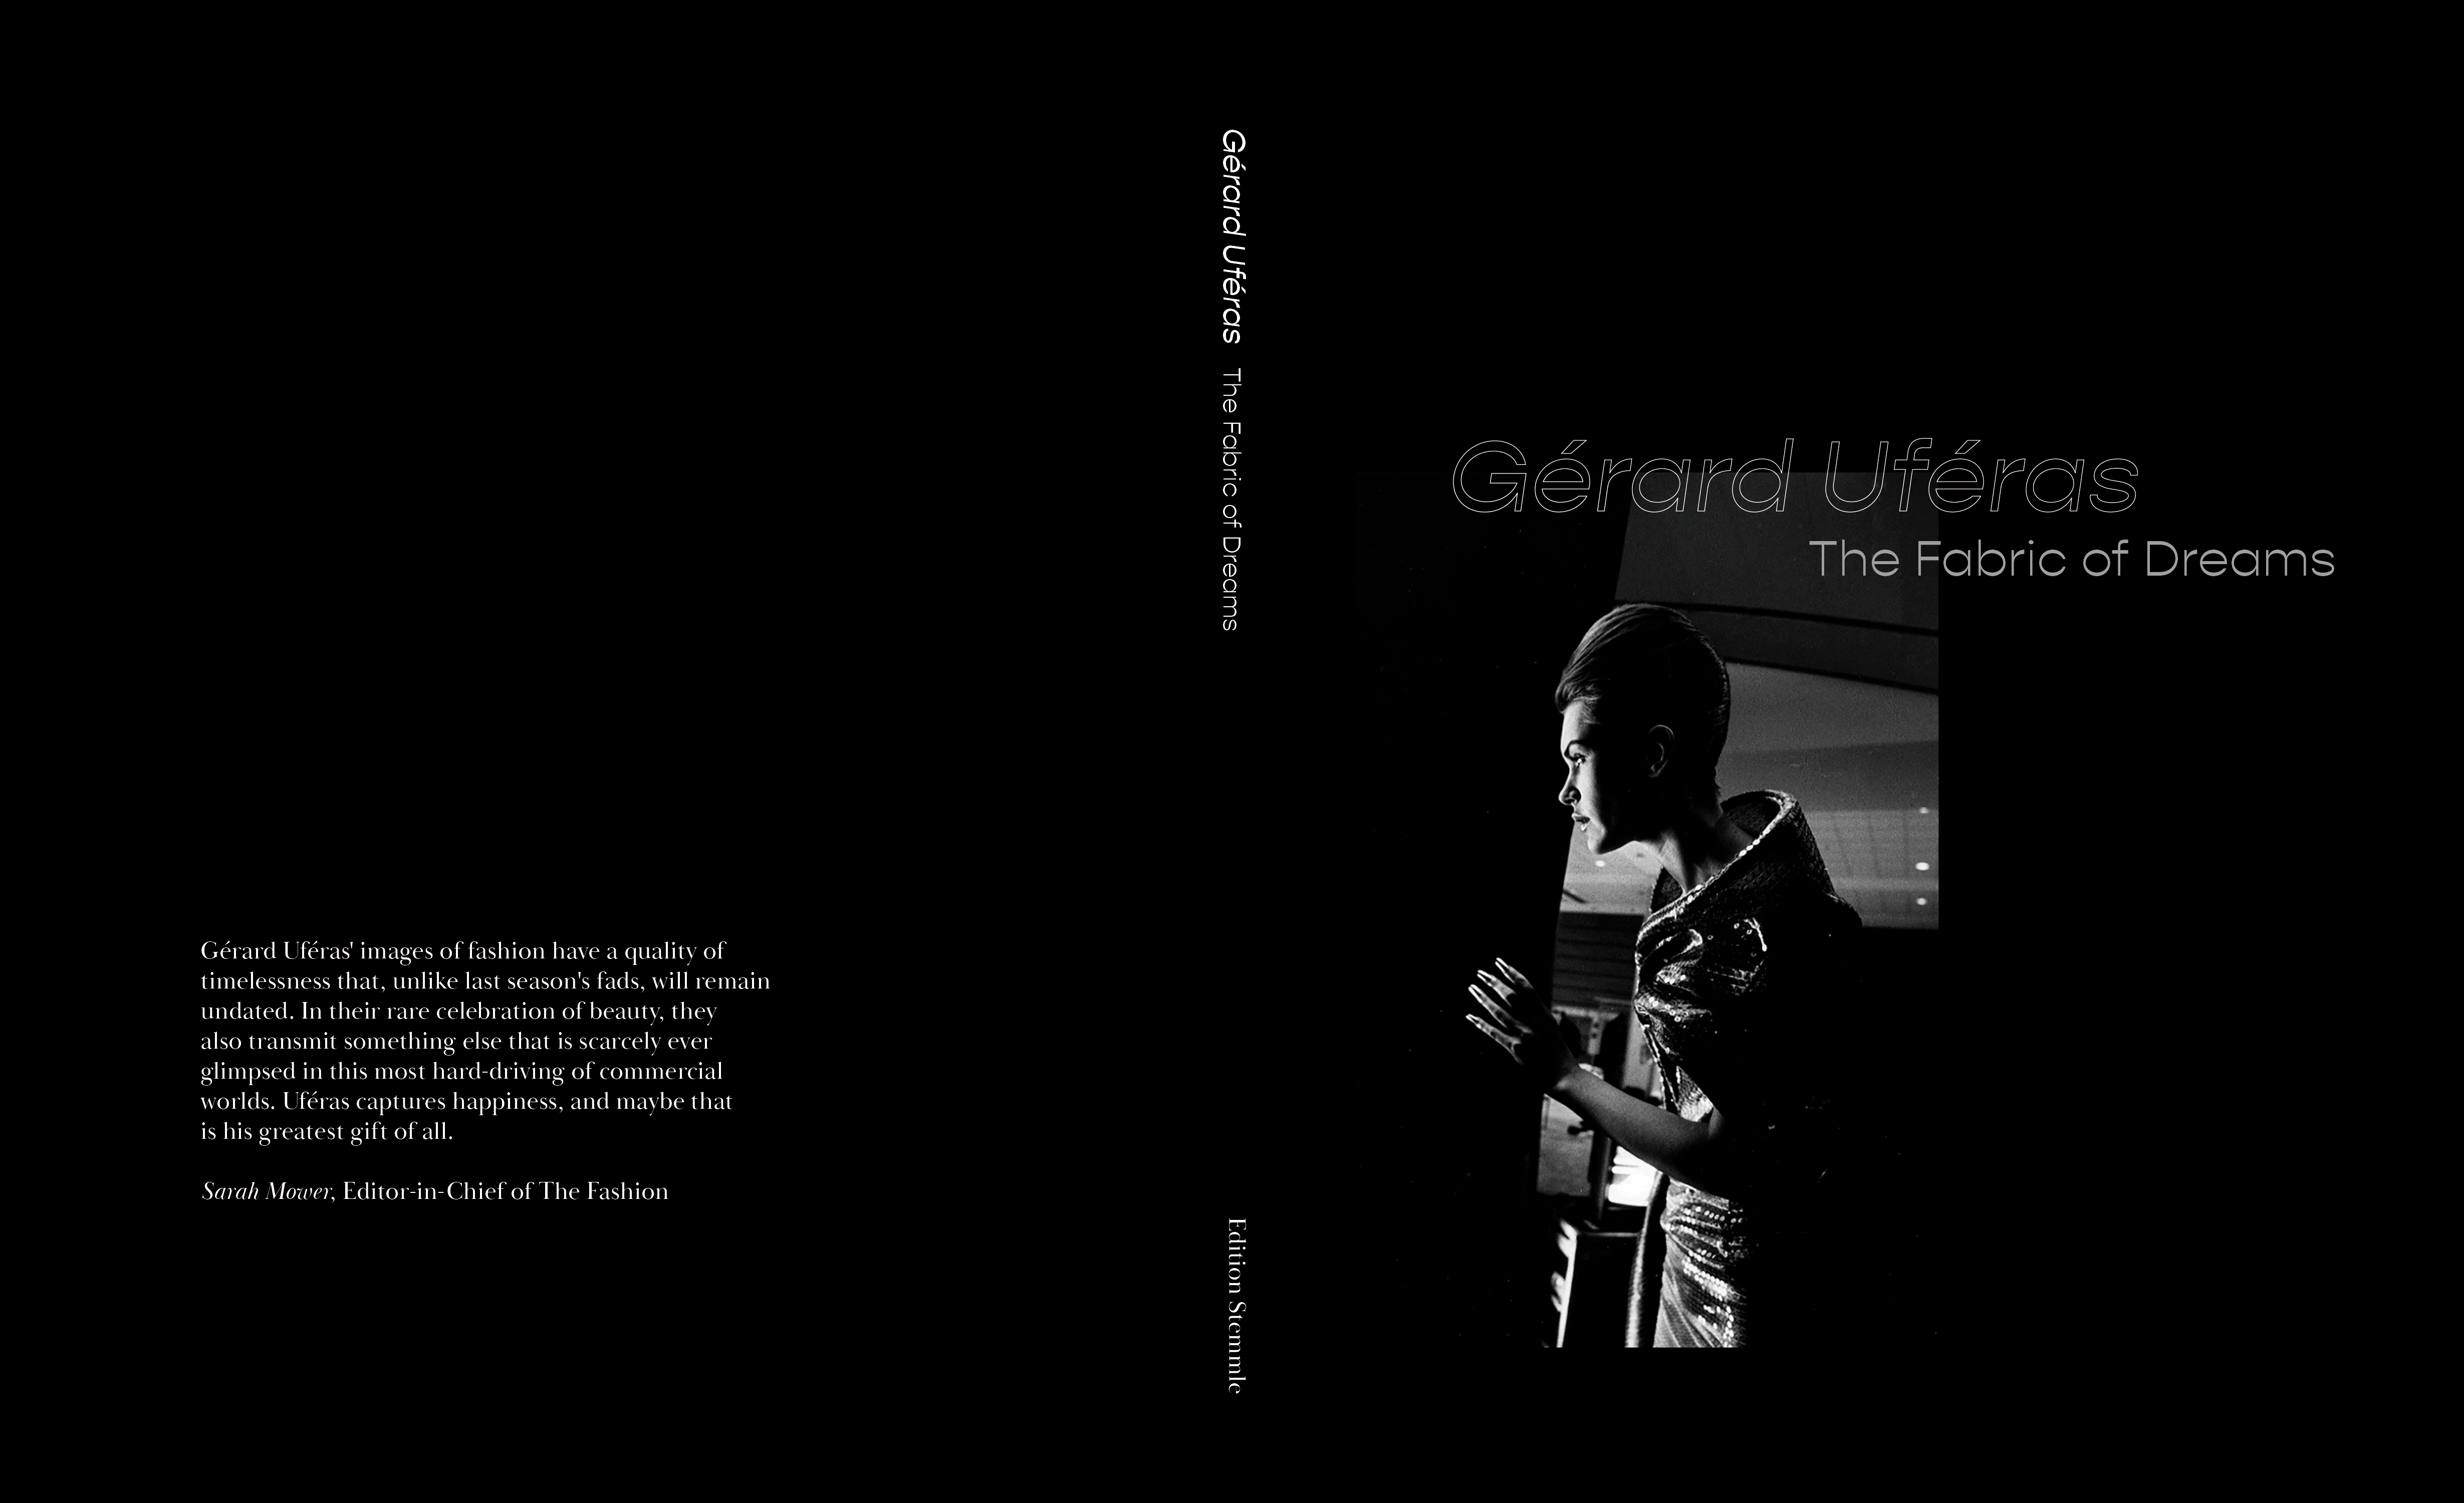 Gérard Uféras' images of fashion have a quality of
timelessness that, unlike last season's fads, will remain
undated. In their rare celebration of beauty, they
also transmit something else that is scarcely ever
glimpsed in this most hard-driving of commercial
worlds. Uféras captures happiness, and maybe that
is his greatest gift of all.
Sarah Mower, Editor-in-Chief of The Fashion
Gérard Uféras The Fabric of Dreams
Edition Stemmle
Gérard Uféras
The Fabric of Dreams